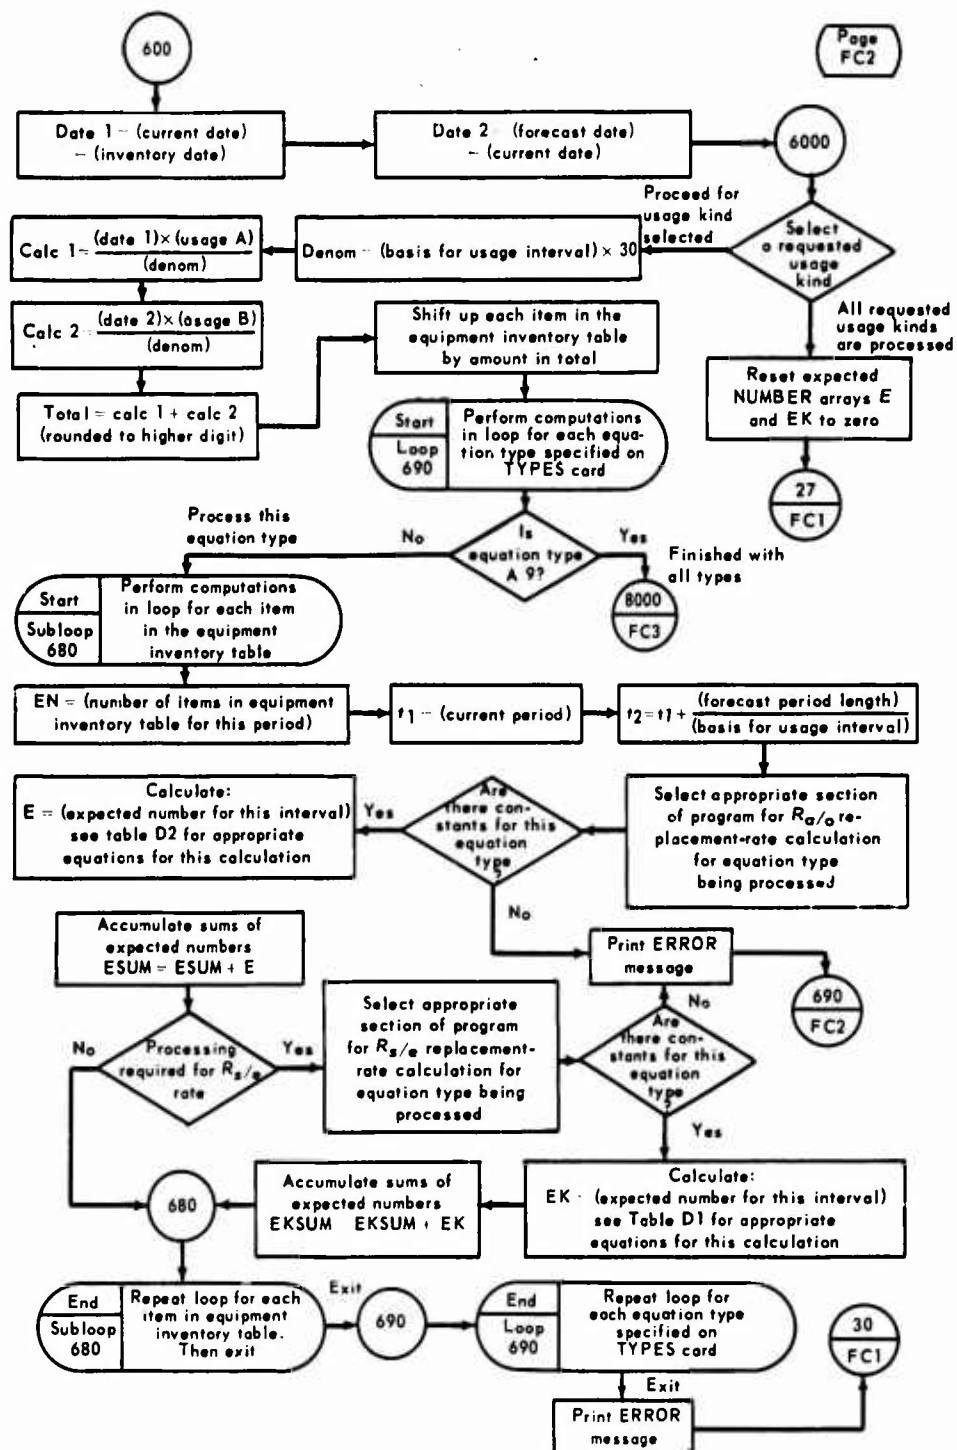 600
Page
FC2
Date 1 = (current date)
- (inventory date)
Date 2 = (forecast date)
- (current date)
6000
Proceed for
usage kind
selected
Select
a requested
usage
kind
Denom = (basis for usage interval) × 30
Calc 1 = (date 1)×(usage A)
(denom)
Calc 2 = (date 2)×(usage B)
(denom)
Total = calc 1 + calc 2
(rounded to higher digit)
Shift up each item in the
equipment inventory table
by amount in total
All requested
usage kinds
are processed
Reset expected
NUMBER arrays E
and EK to zero
27
FC1
Start
Loop
690
Perform computations
in loop for each equa-
tion type specified on
TYPES card
Is
equation type
A 9?
No
Yes
Process this
equation type
Finished with
all types
8000
FC3
Start
Subloop
680
Perform computations
in loop for each item
in the equipment
inventory table
EN = (number of items in equipment
inventory table for this period)
t1 = (current period)
t2 = t1 + (forecast period length)
(basis for usage interval)
Select appropriate section
of program for Ra/o re-
placement-rate calculation
for equation type
being processed
Are
there con-
stants for this
equation
type
?
Yes
Calculate:
E = (expected number for this interval)
see table D2 for appropriate
equations for this calculation
No
Print ERROR
message
690
FC2
Accumulate sums of
expected numbers
ESUM = ESUM + E
Processing
required for Rs/e
rate
No
Yes
Select appropriate
section of program
for Rs/e replacement-
rate calculation for
equation type being
processed
No
Are
there con-
stants for this
equation
type
?
Yes
Calculate:
EK = (expected number for this interval)
see Table D1 for appropriate
equations for this calculation
Accumulate sums of
expected numbers
EKSUM EKSUM + EK
680
End
Subloop
680
Repeat loop for each
item in equipment
inventory table.
Then exit
Exit
690
End
Loop
690
Repeat loop for
each equation type
specified on
TYPES card
Exit
Print ERROR
message
30
FC1